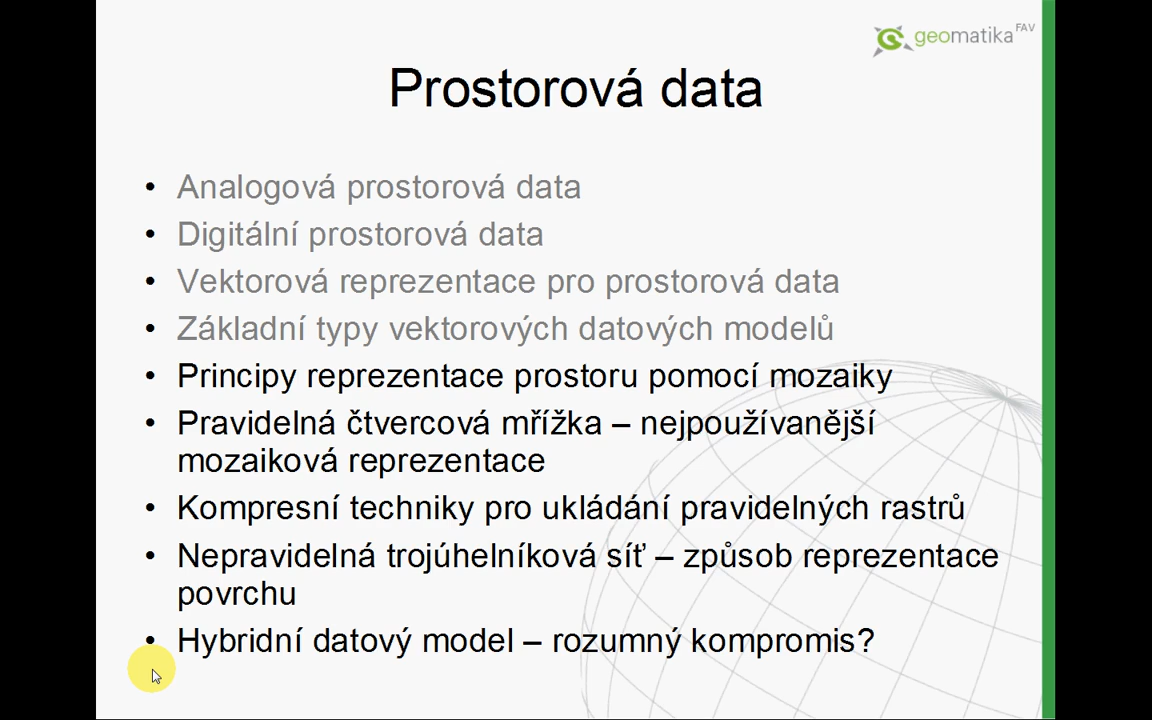 geomatika FAV
Prostorová data
• Analogová prostorová data
• Digitální prostorová data
• Vektorová reprezentace pro prostorová data
• Základní typy vektorových datových modelů
• Principy reprezentace prostoru pomocí mozaiky
• Pravidelná čtvercová mřížka – nejpoužívanější
mozaiková reprezentace
• Kompresní techniky pro ukládání pravidelných rastrů
• Nepravidelná trojúhelníková síť – způsob reprezentace
povrchu
• Hybridní datový model – rozumný kompromis?